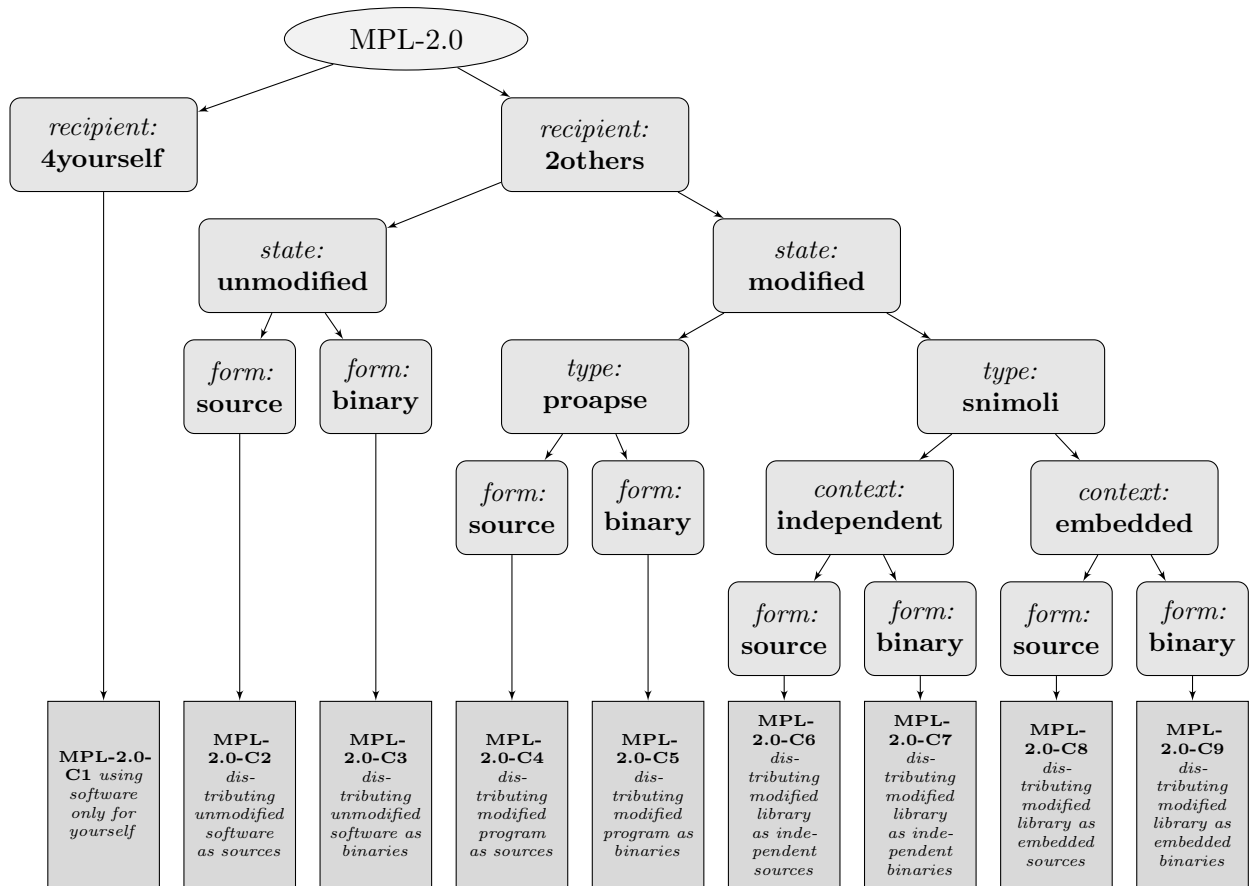 MPL-2.0
recipient:
4yourself
recipient:
2others
state:
unmodified
state:
modified
form:
source
form:
binary
type:
proapse
type:
snimoli
form:
source
form:
binary
context:
independent
context:
embedded
form:
source
form:
binary
form:
source
form:
binary
MPL-2.0-
C1 using
software
only for
yourself
MPL-
2.0-C2
dis-
tributing
unmodified
software
as sources
MPL-
2.0-C3
dis-
tributing
unmodified
software as
binaries
MPL-
2.0-C4
dis-
tributing
modified
program
as sources
MPL-
2.0-C5
dis-
tributing
modified
program as
binaries
MPL-
2.0-C6
dis-
tributing
modified
library
as inde-
pendent
sources
MPL-
2.0-C7
dis-
tributing
modified
library
as inde-
pendent
binaries
MPL-
2.0-C8
dis-
tributing
modified
library as
embedded
sources
MPL-
2.0-C9
dis-
tributing
modified
library as
embedded
binaries